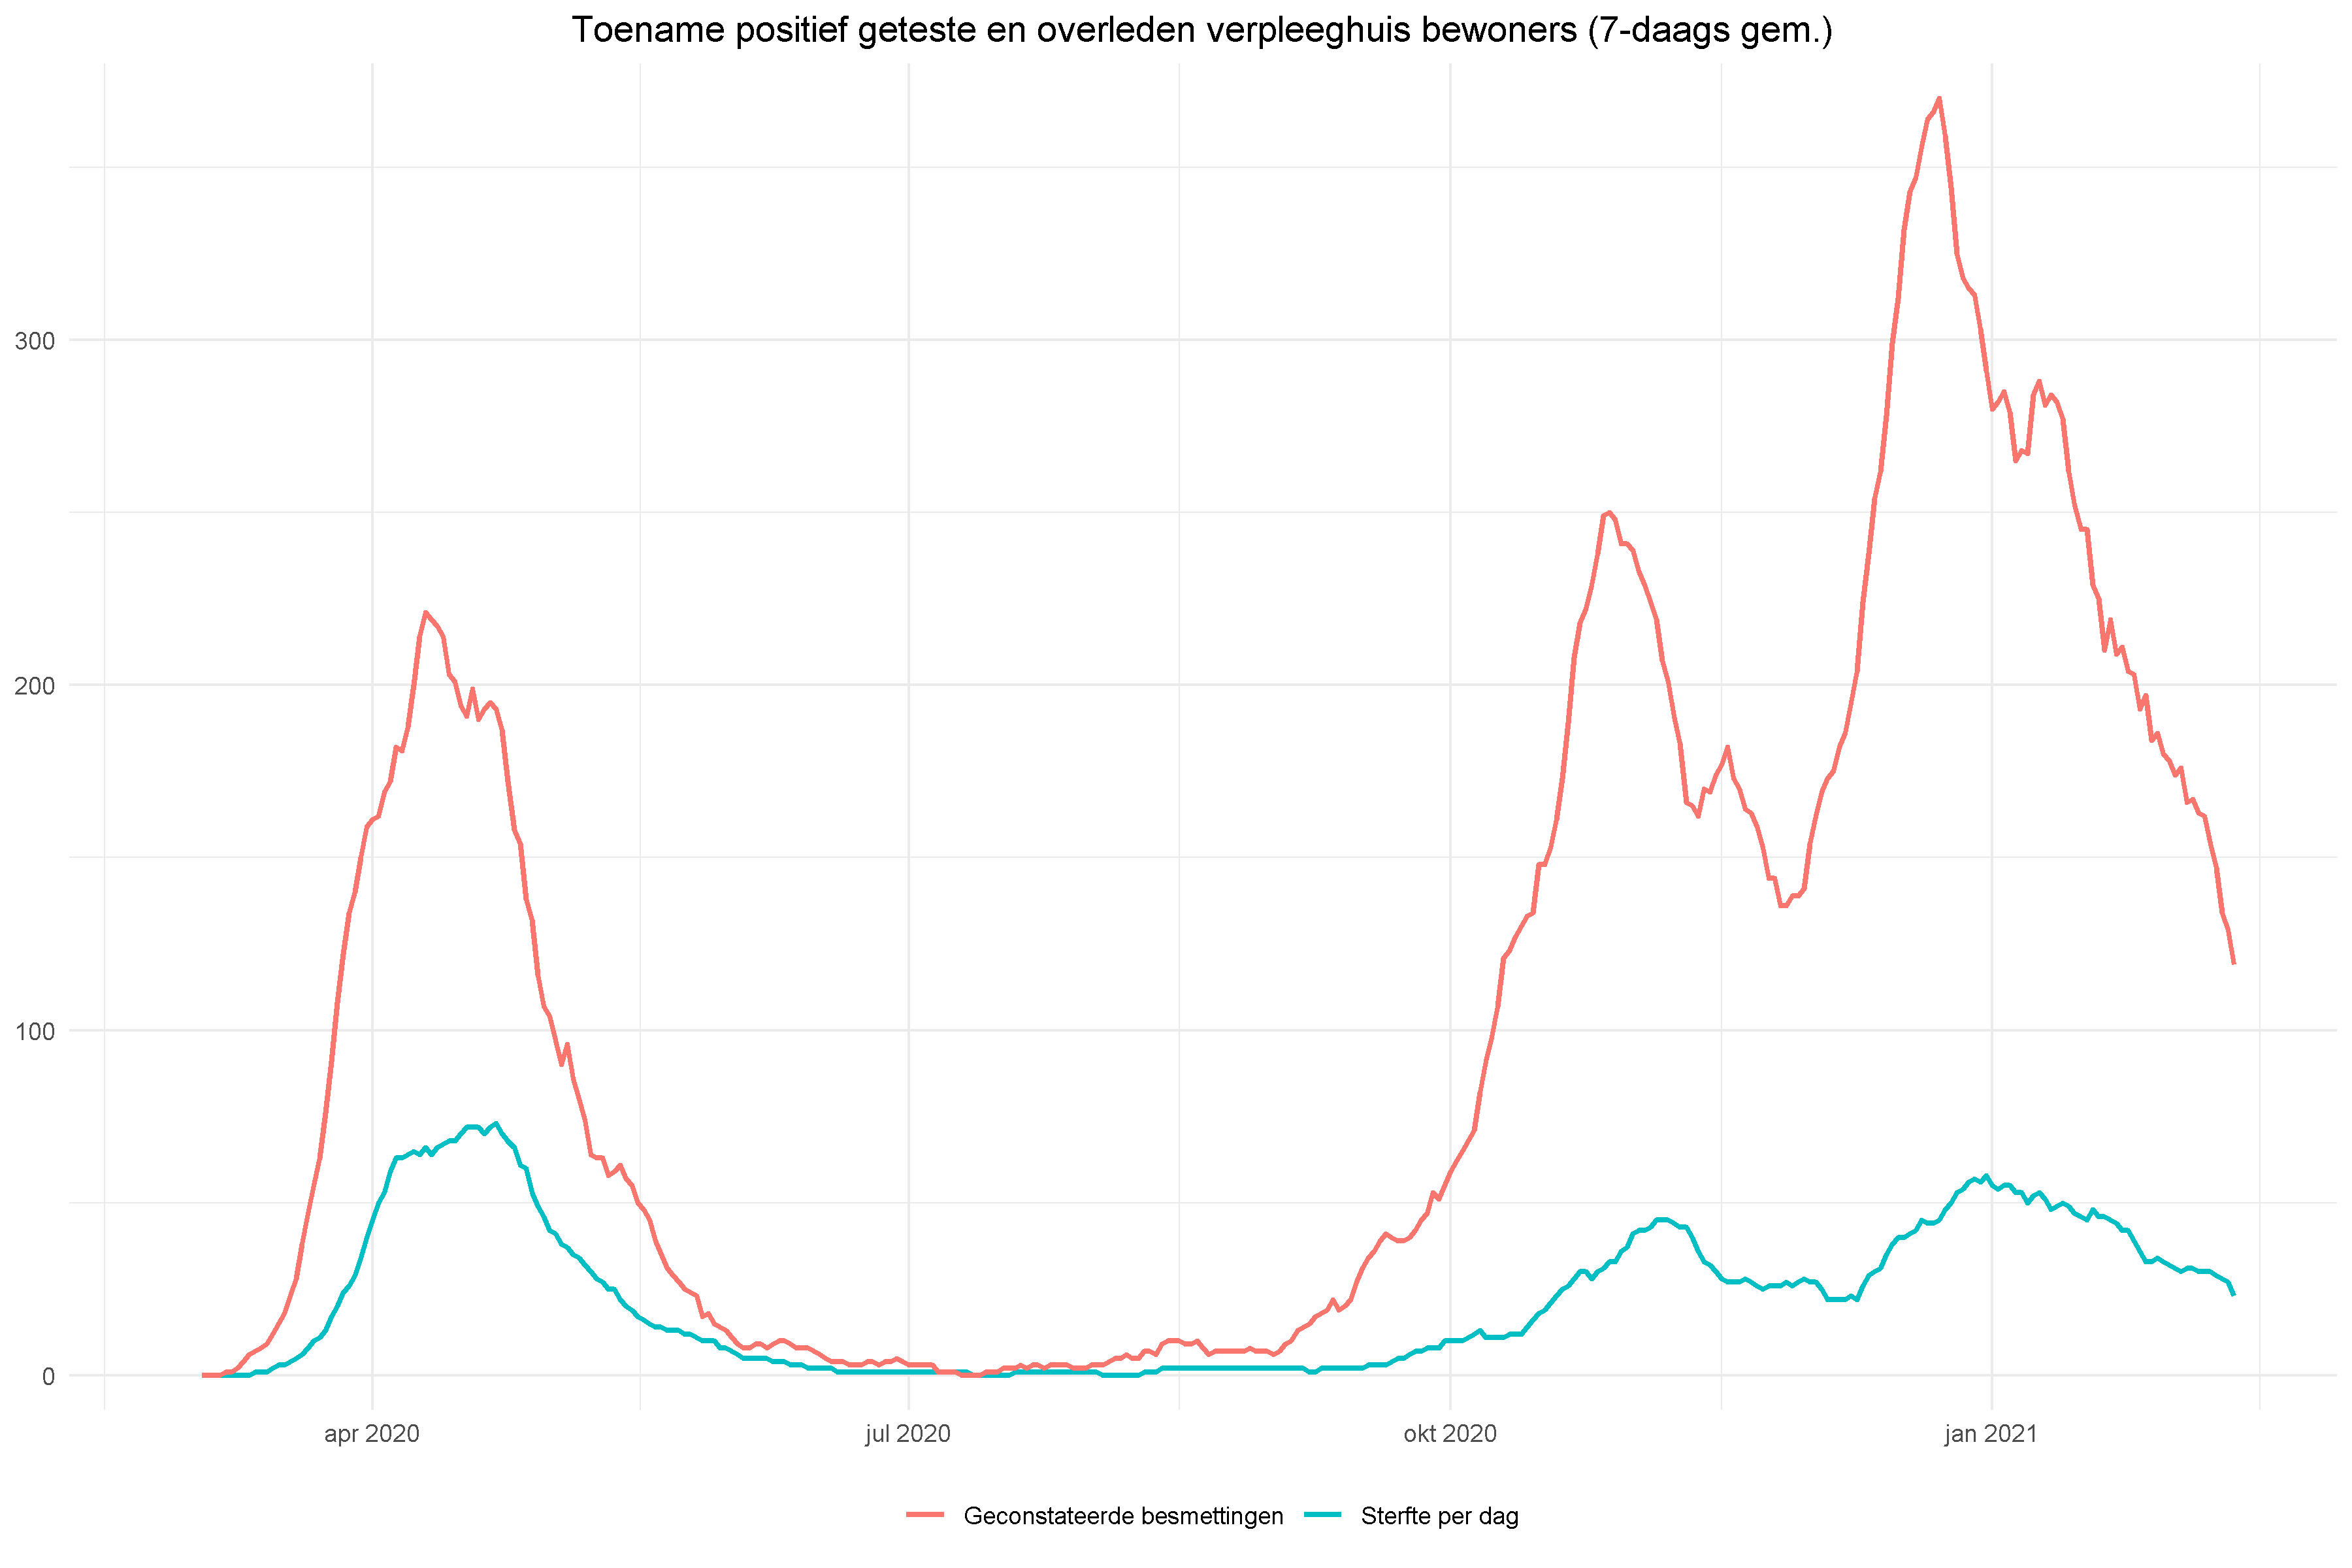 Toename positief geteste en overleden verpleeghuis bewoners (7-daags gem.)
300
200
100
0
apr 2020
jul 2020
okt 2020
jan 2021
Geconstateerde besmettingen
Sterfte per dag